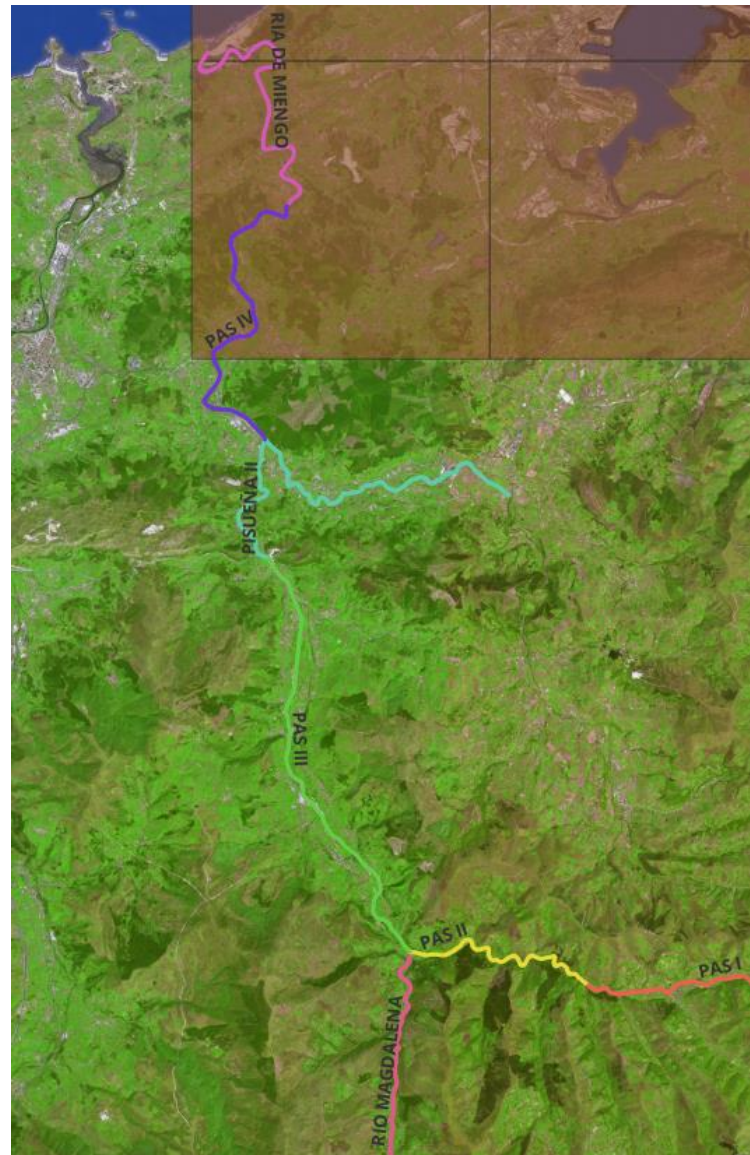 RIA DE MIENGO
PAS IV
PISUEÑA II
PAS III
PAS II
PAS I
RIO MAGDALENA